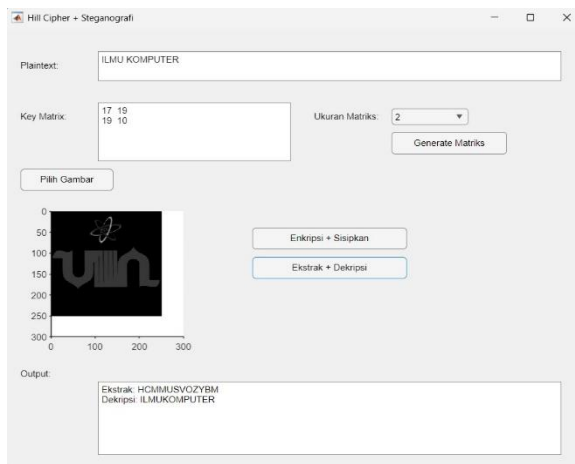 Hill Cipher + Steganografi
Plaintext:
ILMU KOMPUTER
Key Matrix:
17 19
19 10
Ukuran Matriks:
2
Generate Matriks
Pilih Gambar
0
50
100
150
200
250
300
0 100 200 300
UIN
Enkripsi + Sisipkan
Ekstrak + Dekripsi
Output:
Ekstrak: HCMMUSVOZYBM
Dekripsi: ILMUKOMPUTER